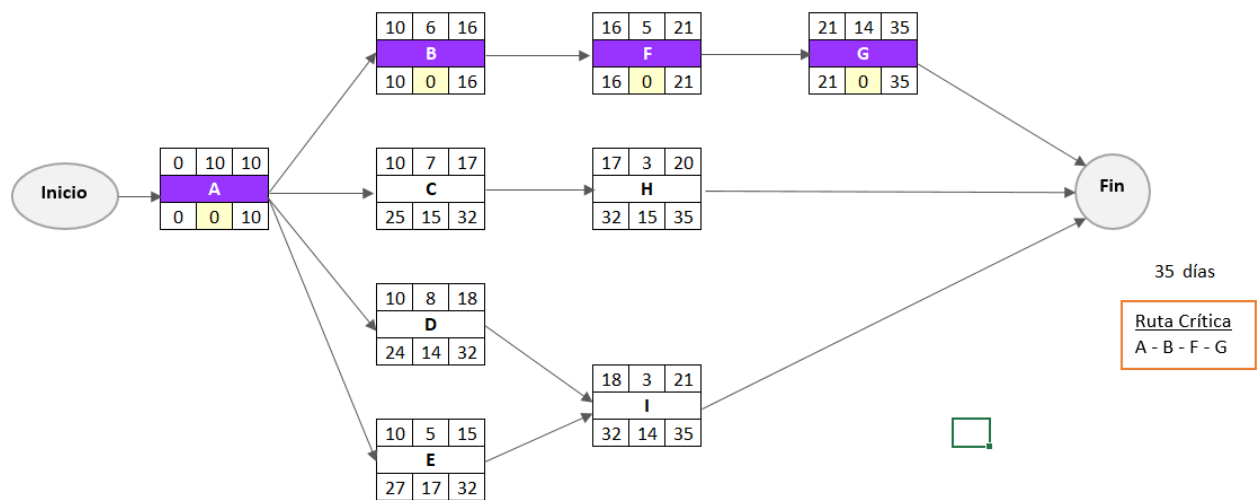 10 6 16
B
10 0 16
16 5 21
F
16 0 21
21 14 35
G
21 0 35
Inicio
0 10 10
A
0 0 10
10 7 17
C
25 15 32
17 3 20
H
32 15 35
Fin
10 8 18
D
24 14 32
35 días
Ruta Crítica
A - B - F - G
18 3 21
I
32 14 35
10 5 15
E
27 17 32